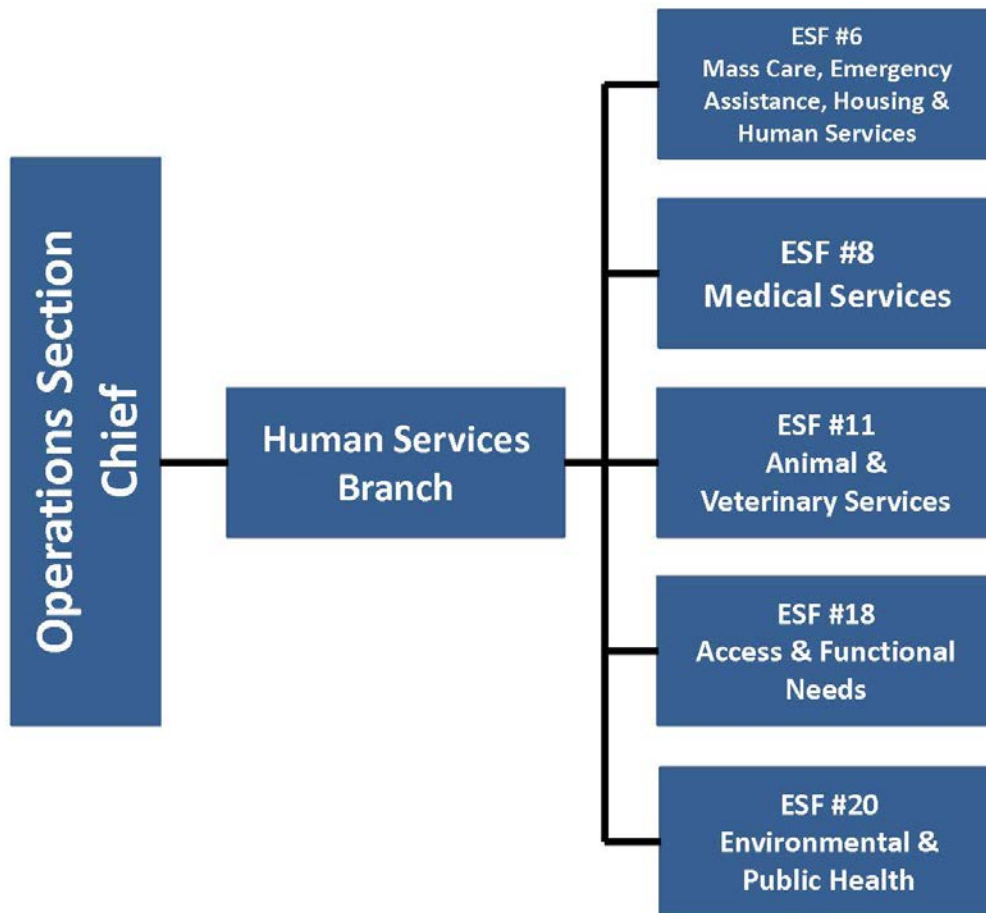 Operations Section
Chief
Human Services
Branch
ESF #6
Mass Care, Emergency
Assistance, Housing &
Human Services
ESF #8
Medical Services
ESF #11
Animal &
Veterinary Services
ESF #18
Access & Functional
Needs
ESF #20
Environmental &
Public Health